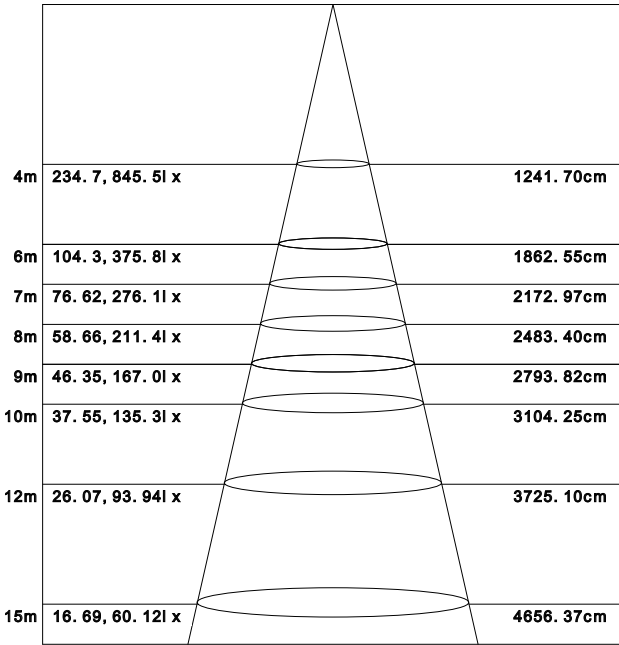 4m 234.7, 845.5lx 1241.70cm
6m 104.3, 375.8lx 1862.55cm
7m 76.62, 276.1lx 2172.97cm
8m 58.66, 211.4lx 2483.40cm
9m 46.35, 167.0lx 2793.82cm
10m 37.55, 135.3lx 3104.25cm
12m 26.07, 93.94lx 3725.10cm
15m 16.69, 60.12lx 4656.37cm